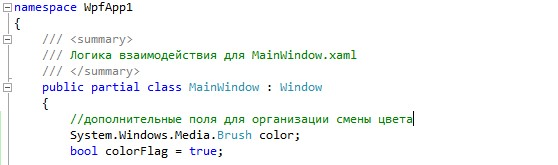 namespace WpfApp1
{
/// <summary>
/// Логика взаимодействия для MainWindow.xaml
/// </summary>
public partial class MainWindow : Window
{
//дополнительные поля для организации смены цвета
System.Windows.Media.Brush color;
bool colorFlag = true;